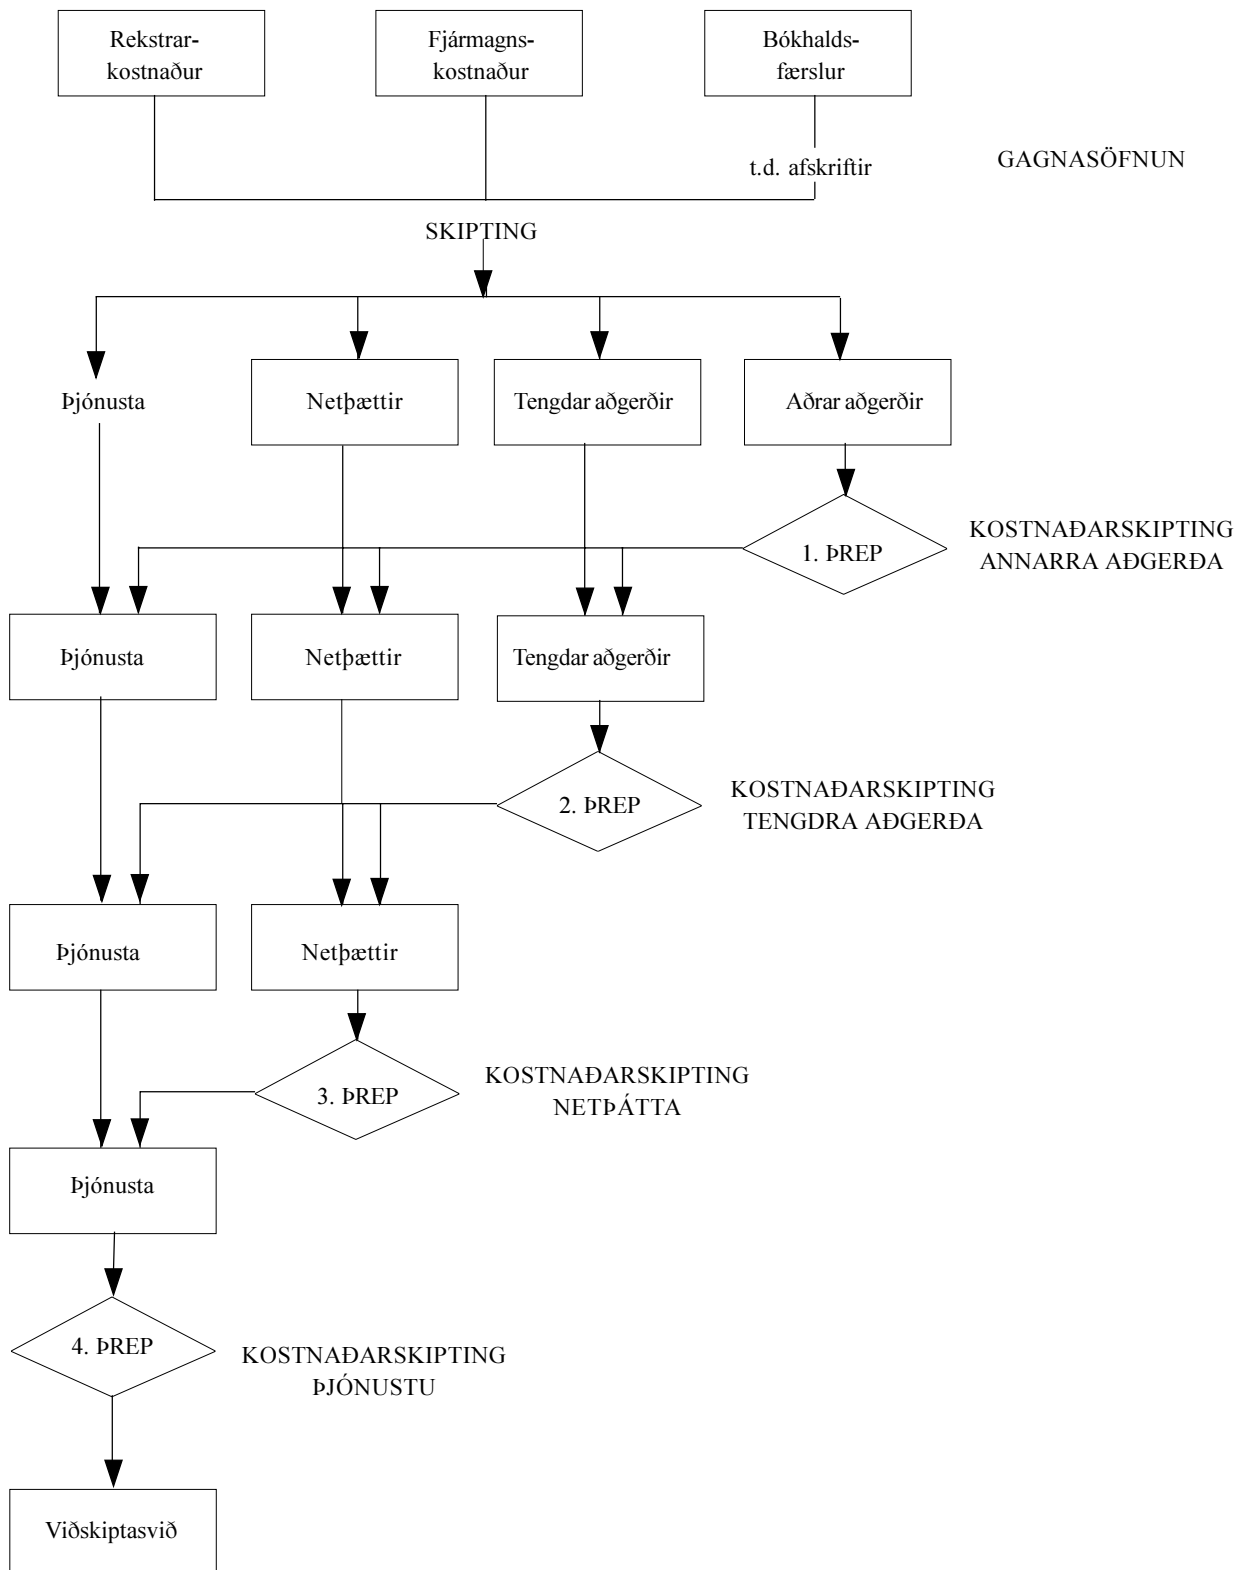 Rekstrar-
kostnaður
Fjármagns-
kostnaður
Bókhalds-
færslur
t.d. afskriftir
GAGNASÖFNUN
SKIPTING
Þjónusta
Netþættir
Tengdar aðgerðir
Aðrar aðgerðir
1. ÞREP
KOSTNAÐARSKIPTING
ANNARRA AÐGERÐA
Þjónusta
Netþættir
Tengdar aðgerðir
2. ÞREP
KOSTNAÐARSKIPTING
TENGDRA AÐGERÐA
Þjónusta
Netþættir
3. ÞREP
KOSTNAÐARSKIPTING
NETÞÁTTA
Þjónusta
4. ÞREP
KOSTNAÐARSKIPTING
ÞJÓNUSTU
Viðskiptasvið